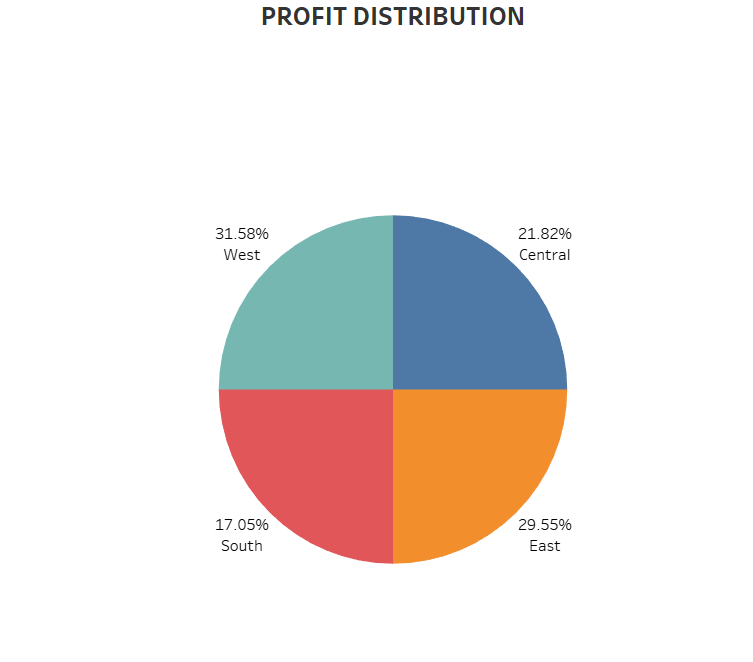 PROFIT DISTRIBUTION
31.58%
West
21.82%
Central
17.05%
South
29.55%
East